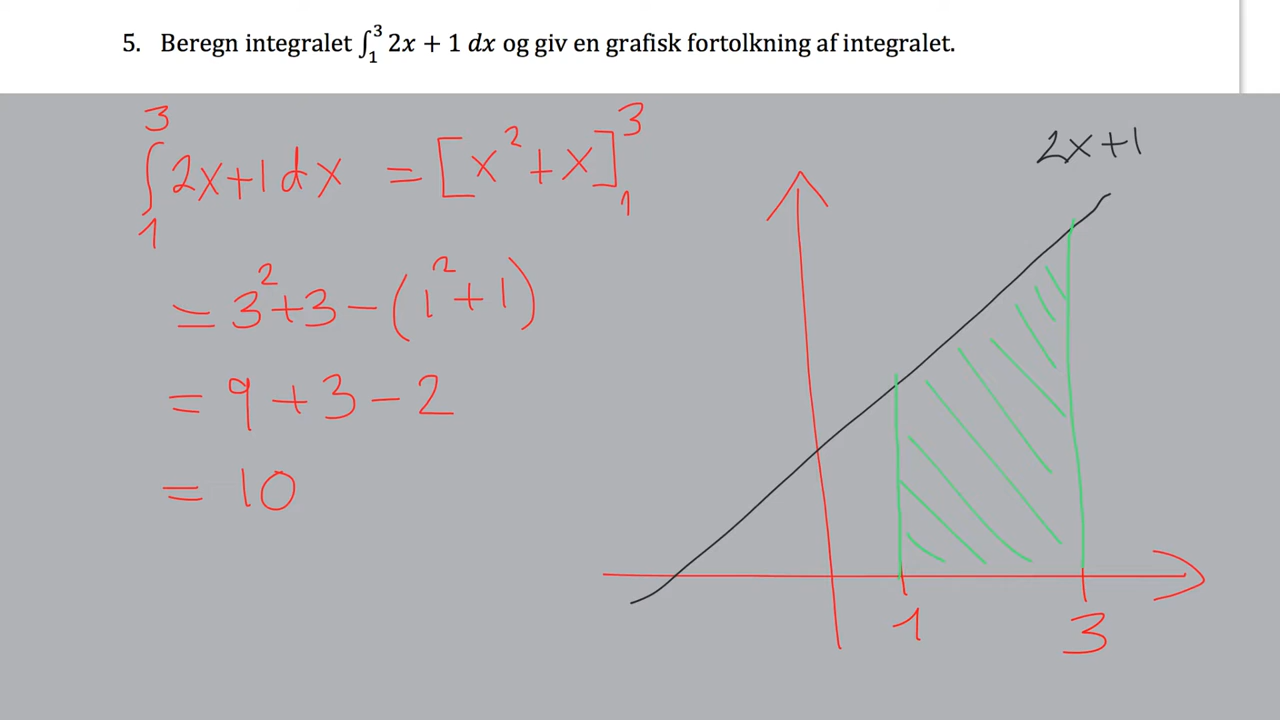 5. Beregn integralet ∫₁³ 2x + 1 dx og giv en grafisk fortolkning af integralet.
∫₁³ 2x+1 dx = [x²+x]₁³
= 3²+3-(1²+1)
= 9+3-2
= 10
2x+1
1 3